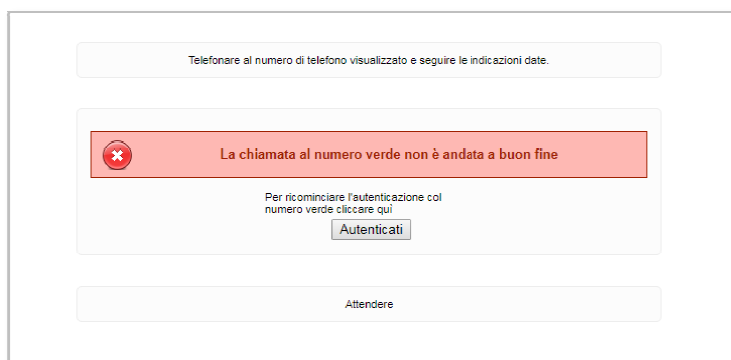 Telefonare al numero di telefono visualizzato e seguire le indicazioni date.
La chiamata al numero verde non è andata a buon fine
Per ricominciare l'autenticazione col
numero verde cliccare quì
Autenticati
Attendere